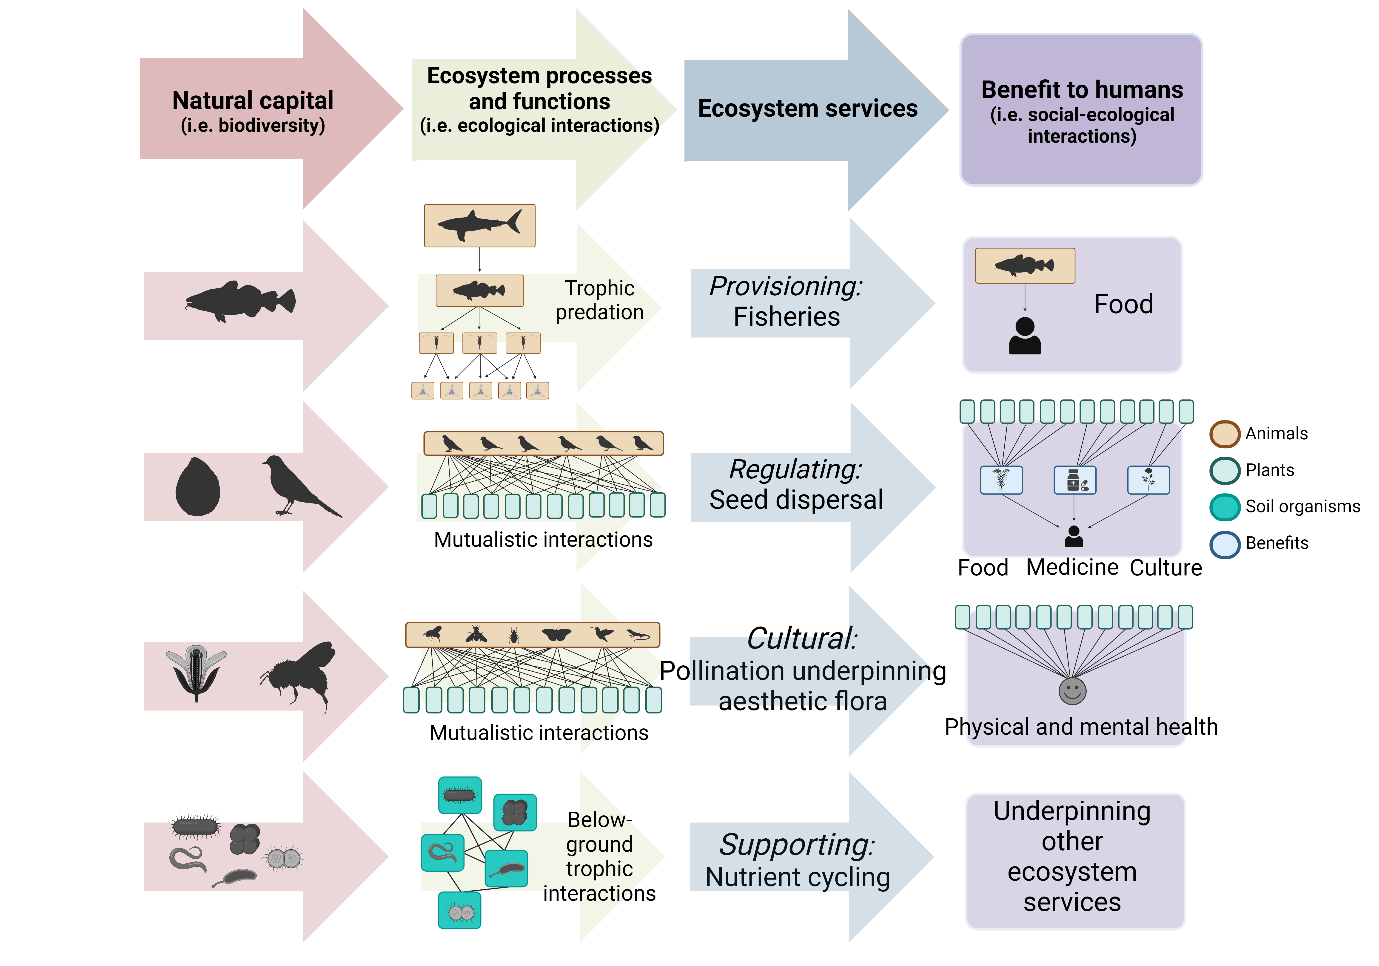 Natural capital
(i.e. biodiversity)
Ecosystem processes
and functions
(i.e. ecological interactions)
Ecosystem services
Benefit to humans
(i.e. social-ecological
interactions)
Trophic
predation
Provisioning:
Fisheries
Food
Mutualistic interactions
Regulating:
Seed dispersal
Food
Medicine
Culture
Animals
Plants
Soil organisms
Benefits
Mutualistic interactions
Cultural:
Pollination underpinning
aesthetic flora
Physical and mental health
Below-
ground
trophic
interactions
Supporting:
Nutrient cycling
Underpinning
other
ecosystem
services